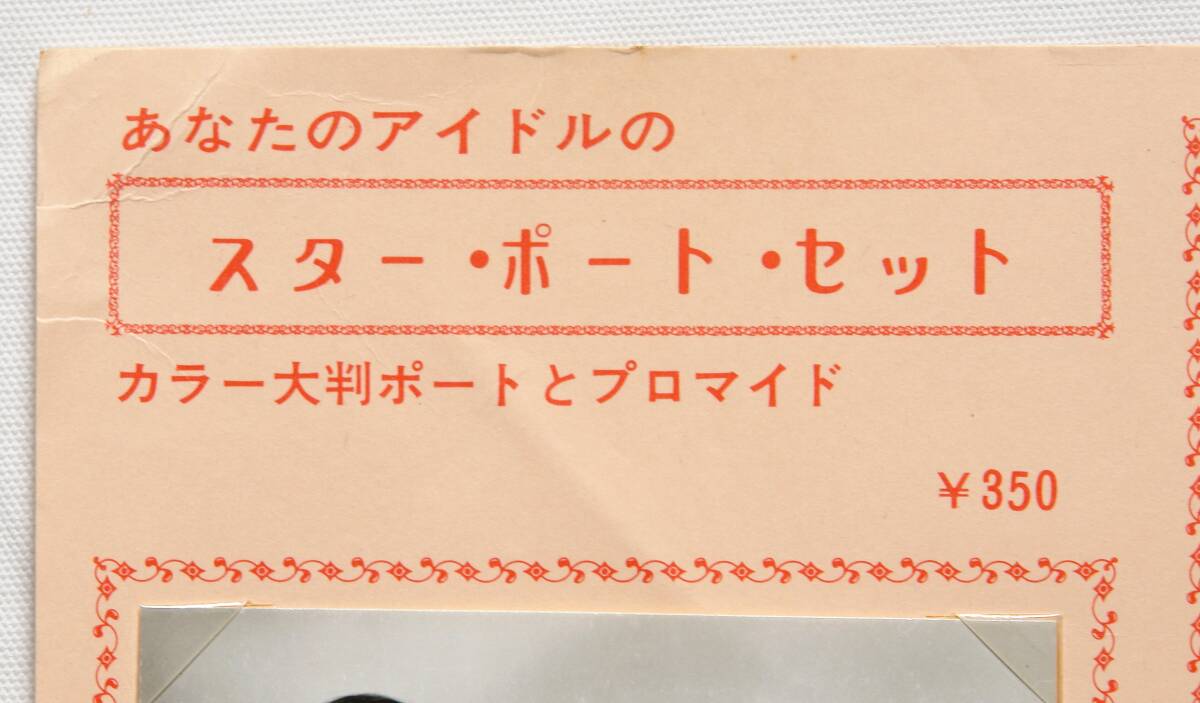 あなたのアイドルの
スター・ポート・セット
カラー大判ポートとプロマイド
¥350